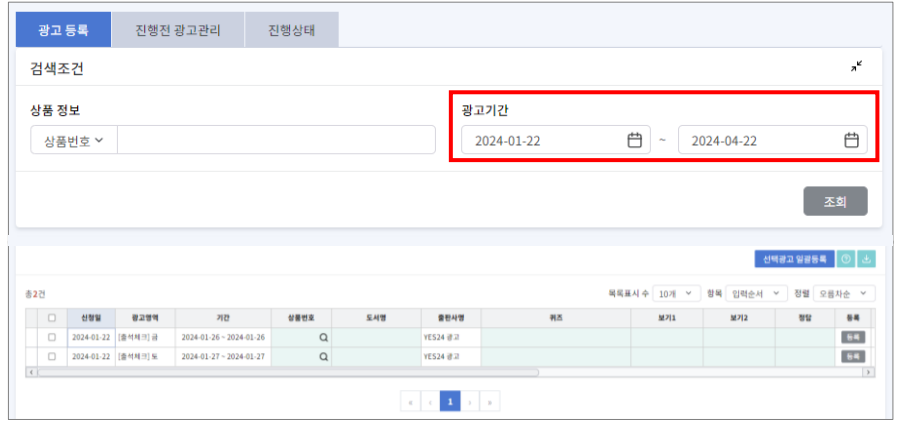 광고 등록 진행전 광고관리 진행상태
검색조건
상품 정보 광고기간
상품번호 2024-01-22 ~ 2024-04-22
조회
선택광고 일괄등록
총2건 목록표시 수 10개 항목 입력순서 정렬 오름차순
신청일 광고영역 기간 상품번호 도서명 출판사명 퀴즈 보기1 보기2 정답 등록
2024-01-22 [출석체크] 금 2024-01-26 ~ 2024-01-26 YES24 광고 등록
2024-01-22 [출석체크] 토 2024-01-27 ~ 2024-01-27 YES24 광고 등록
« ‹ 1 › »